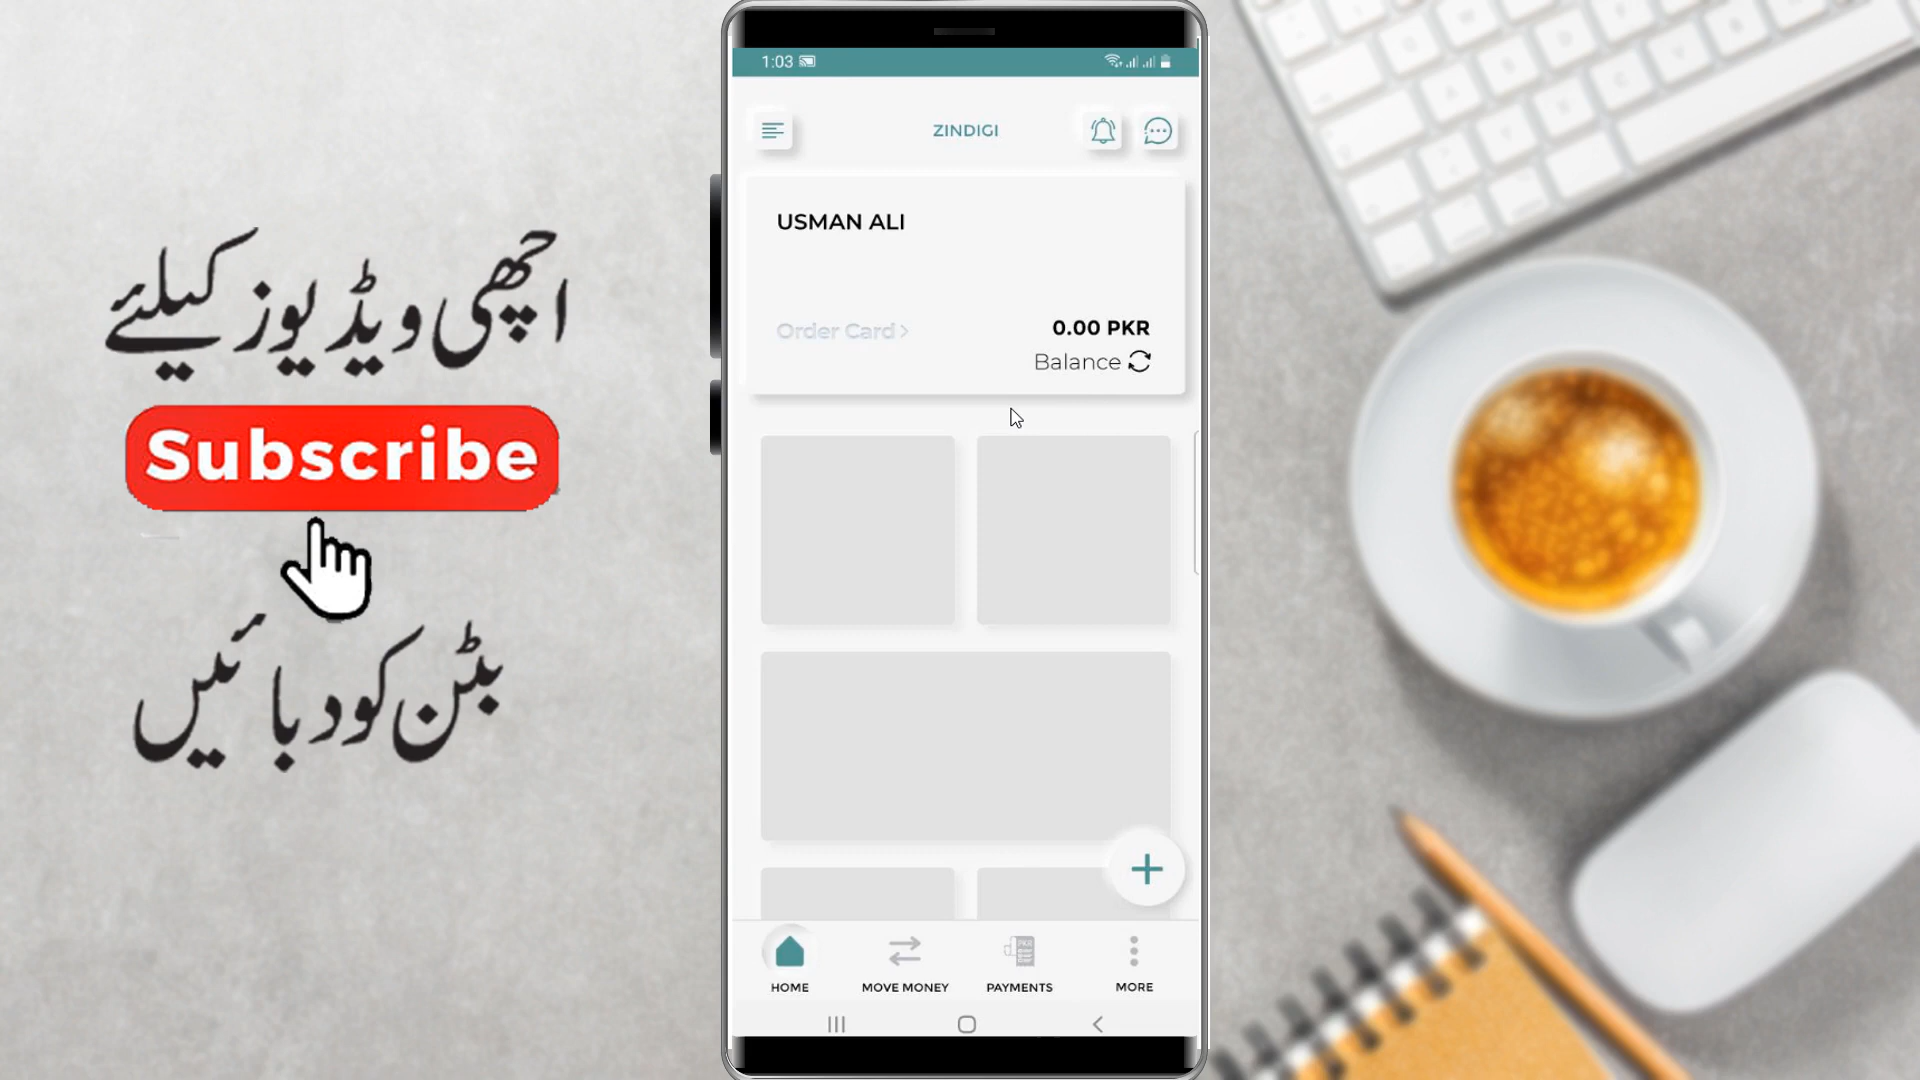 اچھی ویڈیوز کیلئے
Subscribe
بٹن کو دبائیں
1:03
ZINDIGI
USMAN ALI
Order Card >
0.00 PKR
Balance
HOME
MOVE MONEY
PAYMENTS
MORE